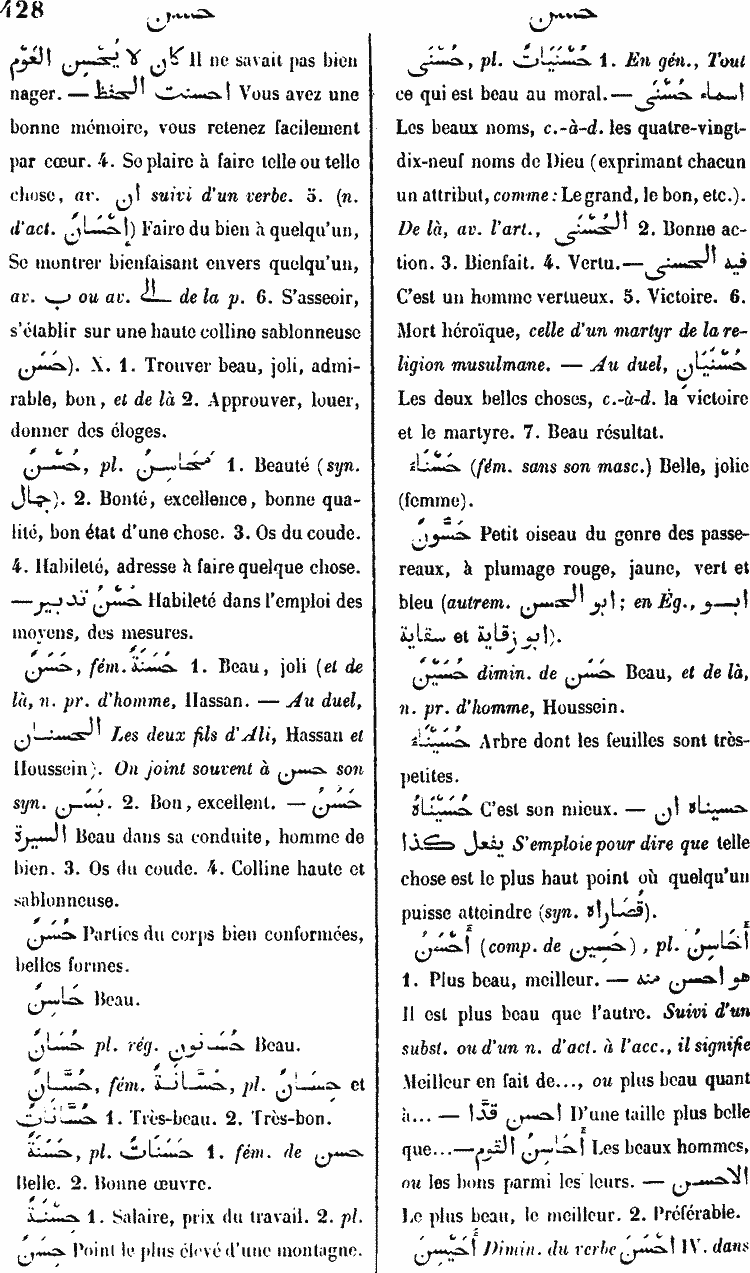 428
حسن
حسن
كان لا يُحْسِن العَوْم Il ne savait pas bien
nager. — احسنت الحفظ Vous avez une
bonne mémoire, vous retenez facilement
par cœur. 4. Se plaire à faire telle ou telle
chose, av. ان suivi d'un verbe. 5. (n.
d'act. إِحْسَانٌ) Faire du bien à quelqu'un,
Se montrer bienfaisant envers quelqu'un,
av. ب ou av. الى de la p. 6. S'asseoir,
s'établir sur une haute colline sablonneuse
(حَسَن). X. 1. Trouver beau, joli, admi-
rable, bon, et de là 2. Approuver, louer,
donner des éloges.
حُسْنٌ, pl. مَحَاسِنُ 1. Beauté (syn.
جمال). 2. Bonté, excellence, bonne qua-
lité, bon état d'une chose. 3. Os du coude.
4. Habileté, adresse à faire quelque chose.
— حُسْنُ تدبير Habileté dans l'emploi des
moyens, des mesures.
حَسَنٌ, fém. حَسَنَةٌ 1. Beau, joli (et de
là, n. pr. d'homme, Hassan. — Au duel,
الحسنان Les deux fils d'Ali, Hassan et
Houssein). On joint souvent à حسن son
syn. بَسَن. 2. Bon, excellent. — حَسَنُ
السيرة Beau dans sa conduite, homme de
bien. 3. Os du coude. 4. Colline haute et
sablonneuse.
حَسَنٌ Parties du corps bien conformées,
belles formes.
حَاسِنٌ Beau.
حُسَانٌ pl. rég. حُسَانون Beau.
حُسَّانٌ, fém. حُسَّانَةٌ, pl. حِسَانٌ et
حُسَّانَاتٌ 1. Très-beau. 2. Très-bon.
حَسَنَةٌ, pl. حَسَنَاتٌ 1. fém. de حسن
Belle. 2. Bonne œuvre.
حسنة 1. Salaire, prix du travail. 2. pl.
حِسَنٌ Point le plus élevé d'une montagne.
حُسْنَى, pl. حُسْنَيَاتٌ 1. En gén., Tout
ce qui est beau au moral. — اسماء حُسْنَى
Les beaux noms, c.-à-d. les quatre-vingt-
dix-neuf noms de Dieu (exprimant chacun
un attribut, comme : Le grand, le bon, etc.).
De là, av. l'art., الحُسْنَى 2. Bonne ac-
tion. 3. Bienfait. 4. Vertu. — فيه الحسنى
C'est un homme vertueux. 5. Victoire. 6.
Mort héroïque, celle d'un martyr de la re-
ligion musulmane. — Au duel, حُسْنَيَان
Les deux belles choses, c.-à-d. la victoire
et le martyre. 7. Beau résultat.
حَسْنَاءُ (fém. sans son masc.) Belle, jolie
(femme).
حَسُّونٌ Petit oiseau du genre des passe-
reaux, à plumage rouge, jaune, vert et
bleu (autrem. ابو الحسن; en Ég., ابو
سقاية et ابو زقاية).
حُسَيْنٌ dimin. de حَسَن Beau, et de là,
n. pr. d'homme, Houssein.
حُسَيْنَاءُ Arbre dont les feuilles sont très-
petites.
حُسَيْنَاهُ C'est son mieux. — حسيناه ان
يفعل كذا S'emploie pour dire que telle
chose est le plus haut point où quelqu'un
puisse atteindre (syn. قُصَاراه).
أَحْسَنُ (comp. de حَسِين), pl. أَحَاسِنُ
1. Plus beau, meilleur. — هو احسن منه
Il est plus beau que l'autre. Suivi d'un
subst. ou d'un n. d'act. à l'acc., il signifie
Meilleur en fait de..., ou plus beau quant
à... — احسن قدًّا D'une taille plus belle
que... — أَحَاسِنُ القوم Les beaux hommes,
ou les bons parmi les leurs. — الاحسن
Le plus beau, le meilleur. 2. Préférable.
أُحَيْسِنُ Dimin. du verbe أَحْسَنَ IV. dans